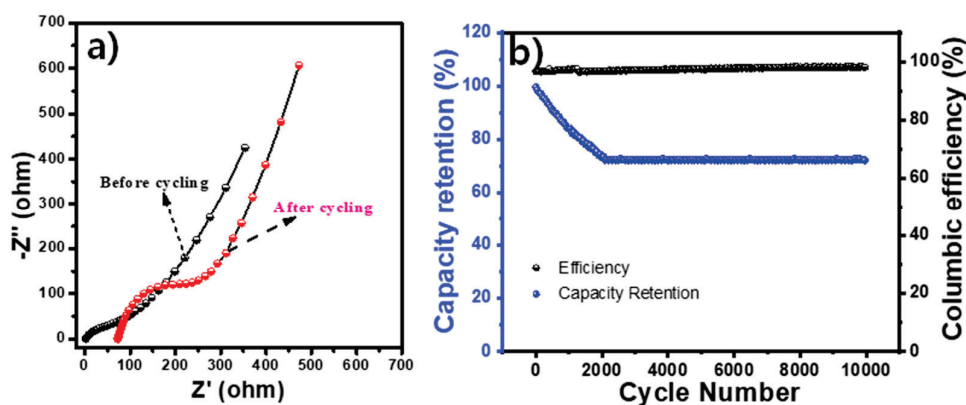 a)
700
600
500
400
300
200
100
0
-Z'' (ohm)
Before cycling
After cycling
0 100 200 300 400 500 600 700
Z' (ohm)
b)
120
100
80
60
40
20
0
Capacity retention (%)
Efficiency
Capacity Retention
100
80
60
40
20
0
Columbic efficiency (%)
0 2000 4000 6000 8000 10000
Cycle Number